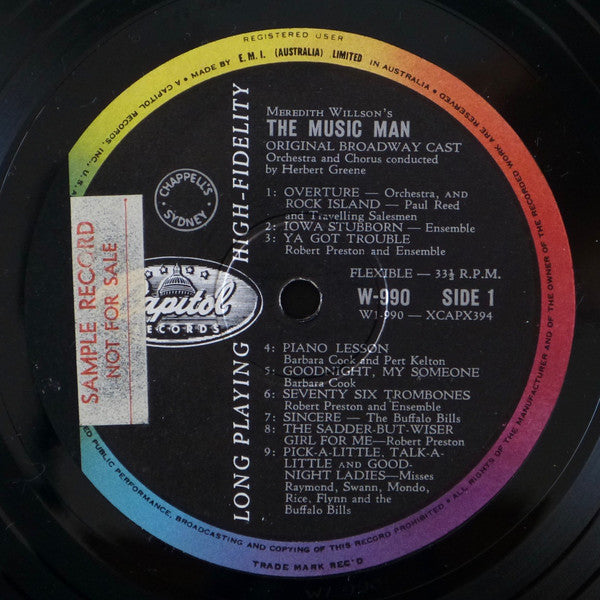 REGISTERED USER
A CAPITOL RECORDS, INC., U.S.A. • MADE BY E.M.I. (AUSTRALIA) LIMITED IN AUSTRALIA • ALL RIGHTS OF THE MANUFACTURER AND OF THE OWNER OF THE RECORDED WORK ARE RESERVED
PUBLIC PERFORMANCE, BROADCASTING AND COPYING OF THIS RECORD PROHIBITED •
TRADE MARK REG'D
LONG PLAYING HIGH-FIDELITY
MEREDITH WILLSON'S
THE MUSIC MAN
ORIGINAL BROADWAY CAST
Orchestra and Chorus conducted
by Herbert Greene
CHAPPELL'S
SYDNEY
1: OVERTURE — Orchestra, AND
ROCK ISLAND — Paul Reed
and Travelling Salesmen
2: IOWA STUBBORN — Ensemble
3: YA GOT TROUBLE
Robert Preston and Ensemble
FLEXIBLE — 33⅓ R.P.M.
W-990 SIDE 1
W1-990 — XCAPX394
SAMPLE RECORD
NOT FOR SALE
Capitol
RECORDS
4: PIANO LESSON
Barbara Cook and Pert Kelton
5: GOODNIGHT, MY SOMEONE
Barbara Cook
6: SEVENTY SIX TROMBONES
Robert Preston and Ensemble
7: SINCERE — The Buffalo Bills
8: THE SADDER-BUT-WISER
GIRL FOR ME—Robert Preston
9: PICK-A-LITTLE, TALK-A-
LITTLE AND GOOD-
NIGHT LADIES—Misses
Raymond, Swann, Mondo,
Rice, Flynn and the
Buffalo Bills